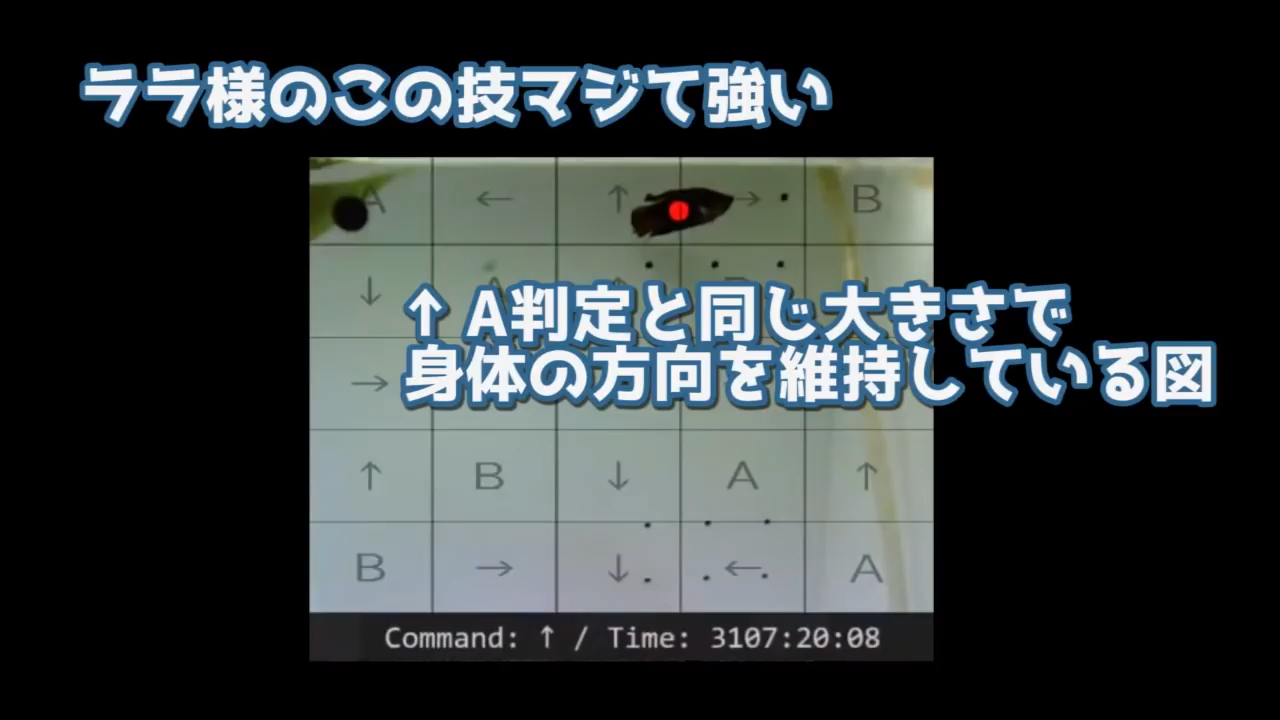 ララ様のこの技マジで強い
A ← ↑ → B
↓ A ↑
↑ A判定と同じ大きさで
→ 身体の方向を維持している図
↑ B ↓ A ↑
B → ↓ ← A
Command: ↑ / Time: 3107:20:08